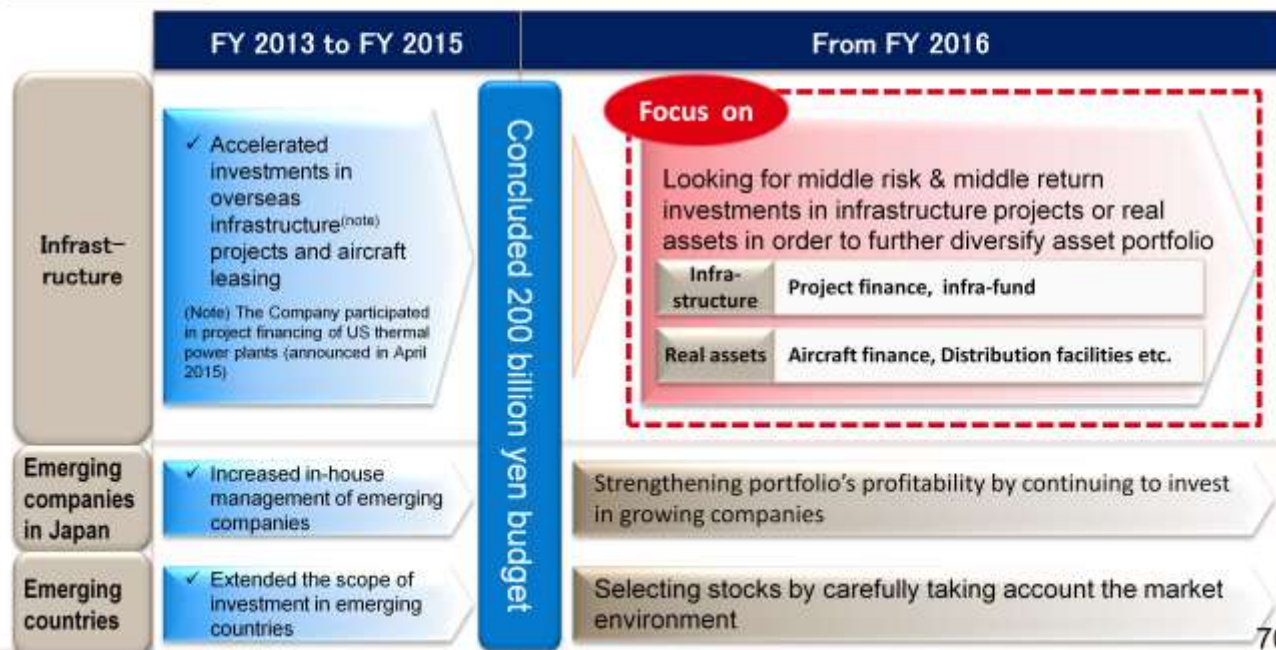 FY 2013 to FY 2015
From FY 2016
Infrast-
ructure
✓ Accelerated
investments in
overseas
infrastructure(note)
projects and aircraft
leasing
(Note) The Company participated
in project financing of US thermal
power plants (announced in April
2015)
Concluded 200 billion yen budget
Focus on
Looking for middle risk & middle return
investments in infrastructure projects or real
assets in order to further diversify asset portfolio
Infra-
structure
Project finance, infra-fund
Real assets
Aircraft finance, Distribution facilities etc.
Emerging
companies
in Japan
✓ Increased in-house
management of emerging
companies
Strengthening portfolio's profitability by continuing to invest
in growing companies
Emerging
countries
✓ Extended the scope of
investment in emerging
countries
Selecting stocks by carefully taking account the market
environment